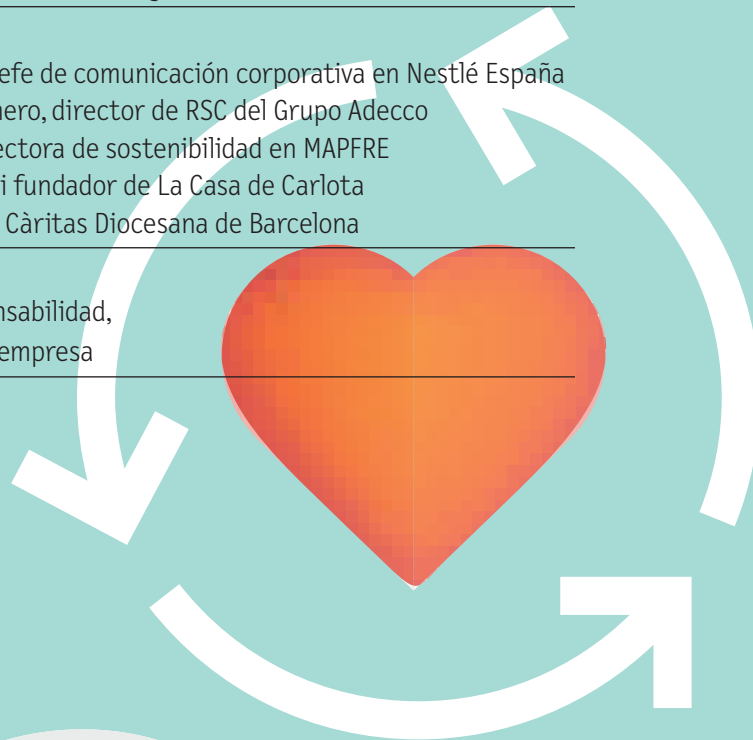 efe de comunicación corporativa en Nestlé España
nero, director de RSC del Grupo Adecco
ectora de sostenibilidad en MAPFRE
i fundador de La Casa de Carlota
Càritas Diocesana de Barcelona
nsabilidad,
empresa